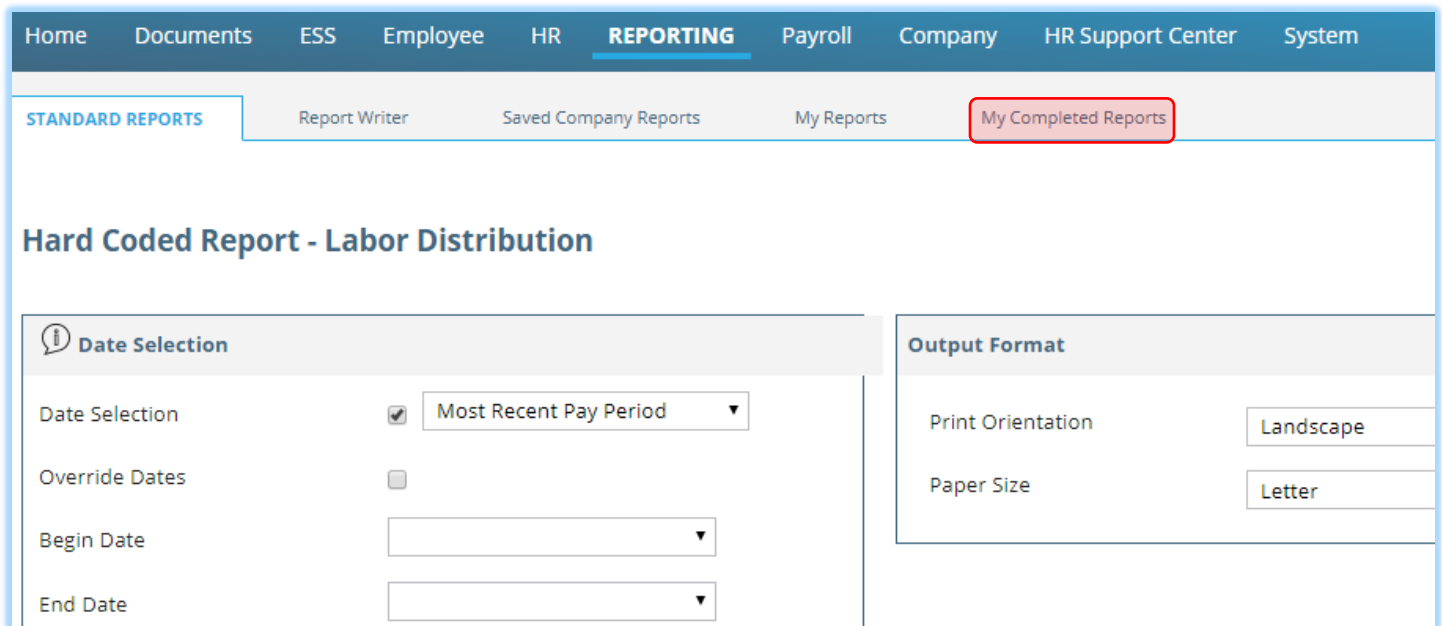 Home Documents ESS Employee HR REPORTING Payroll Company HR Support Center System
STANDARD REPORTS Report Writer Saved Company Reports My Reports My Completed Reports
Hard Coded Report - Labor Distribution
Date Selection
Date Selection Most Recent Pay Period
Override Dates
Begin Date
End Date
Output Format
Print Orientation Landscape
Paper Size Letter